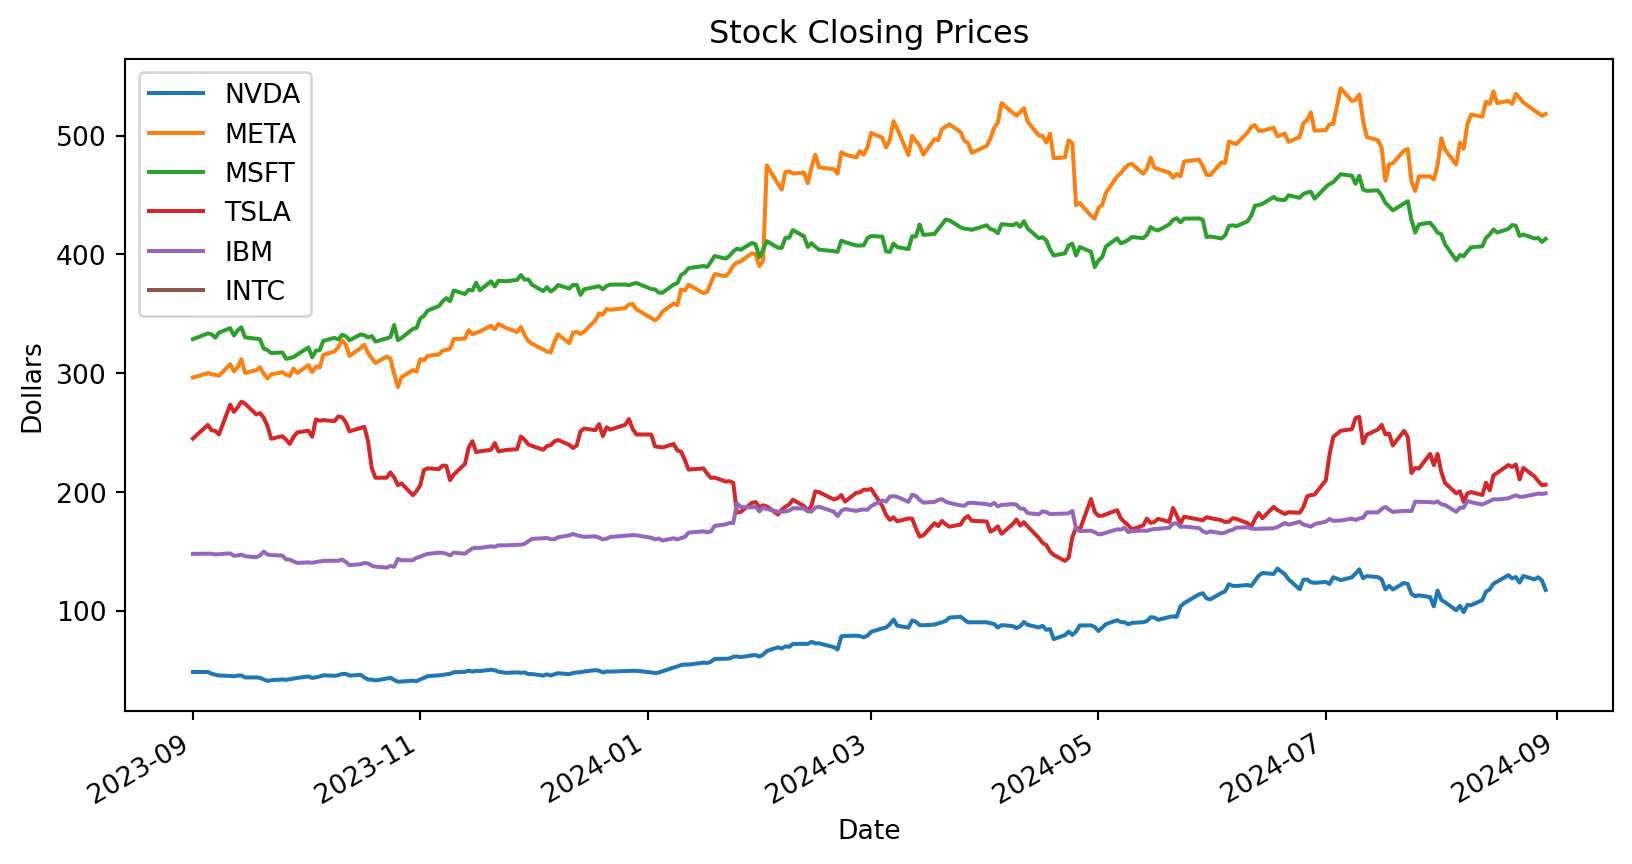 Stock Closing Prices
NVDA
META
MSFT
TSLA
IBM
INTC
500
400
300
200
100
Dollars
2023-09
2023-11
2024-01
2024-03
2024-05
2024-07
2024-09
Date